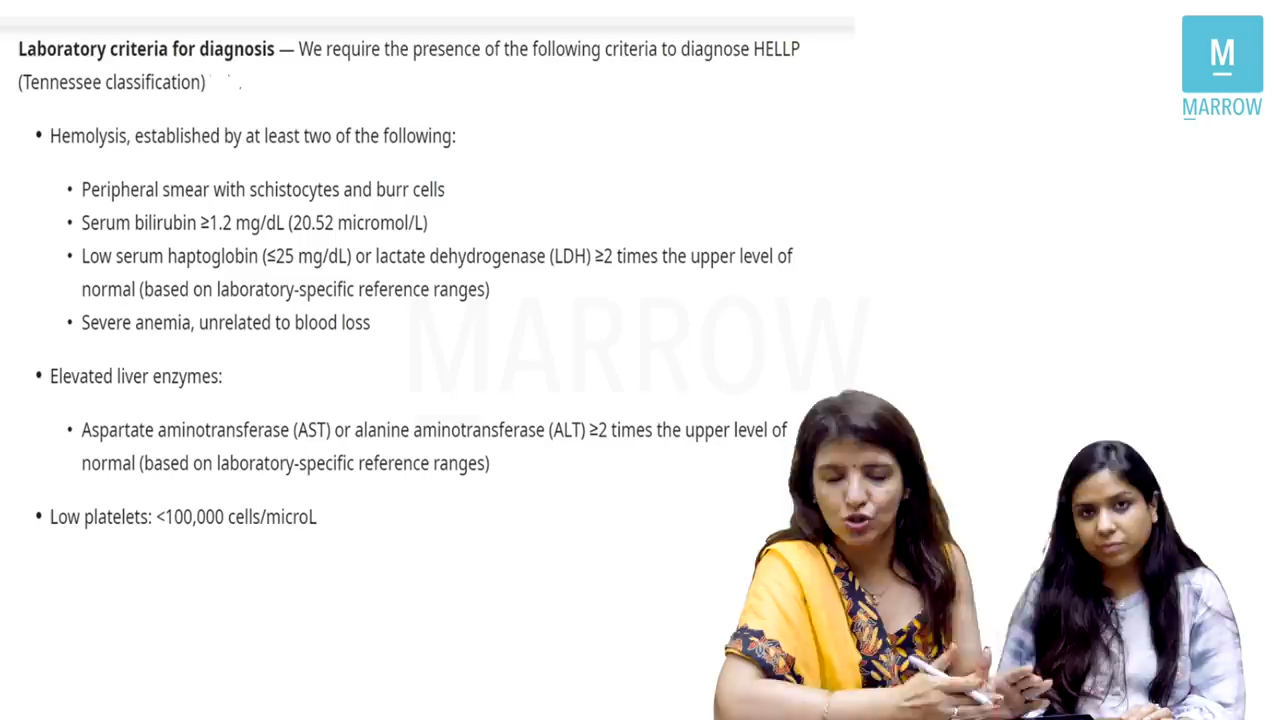 Laboratory criteria for diagnosis — We require the presence of the following criteria to diagnose HELLP
(Tennessee classification)
• Hemolysis, established by at least two of the following:
• Peripheral smear with schistocytes and burr cells
• Serum bilirubin ≥1.2 mg/dL (20.52 micromol/L)
• Low serum haptoglobin (≤25 mg/dL) or lactate dehydrogenase (LDH) ≥2 times the upper level of
normal (based on laboratory-specific reference ranges)
• Severe anemia, unrelated to blood loss
• Elevated liver enzymes:
• Aspartate aminotransferase (AST) or alanine aminotransferase (ALT) ≥2 times the upper level of
normal (based on laboratory-specific reference ranges)
• Low platelets: <100,000 cells/microL
M
MARROW
MARROW